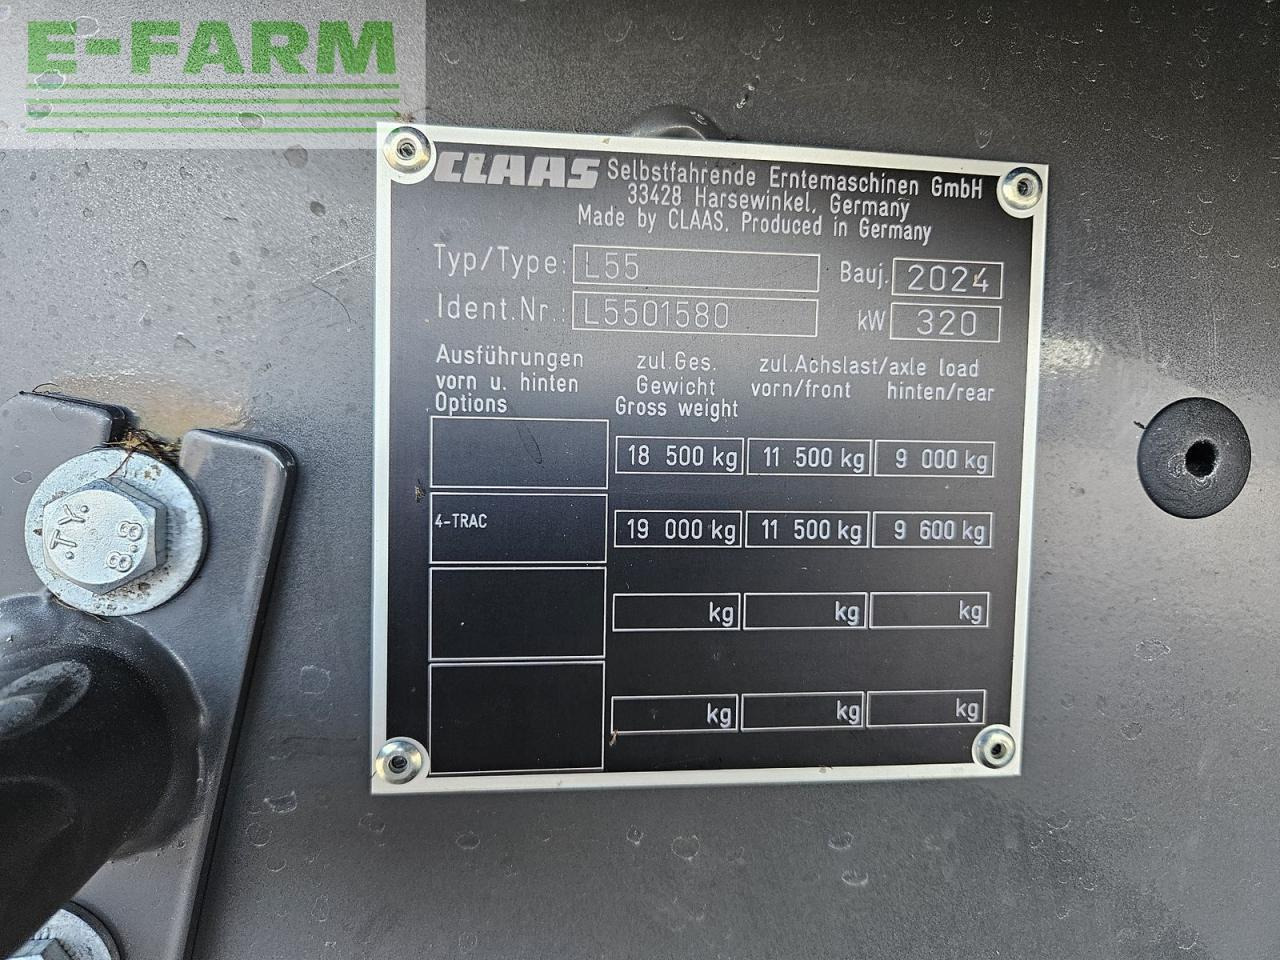 E-FARM
CLAAS Selbstfahrende Erntemaschinen GmbH
33428 Harsewinkel, Germany
Made by CLAAS. Produced in Germany
Typ/Type: L55 Bauj. 2024
Ident.Nr.: L5501580 kW 320
Ausführungen
vorn u. hinten
Options
zul.Ges.
Gewicht
Gross weight
zul.Achslast/axle load
vorn/front hinten/rear
18 500 kg 11 500 kg 9 000 kg
4-TRAC 19 000 kg 11 500 kg 9 600 kg
kg kg kg
kg kg kg
.TY.
8.8